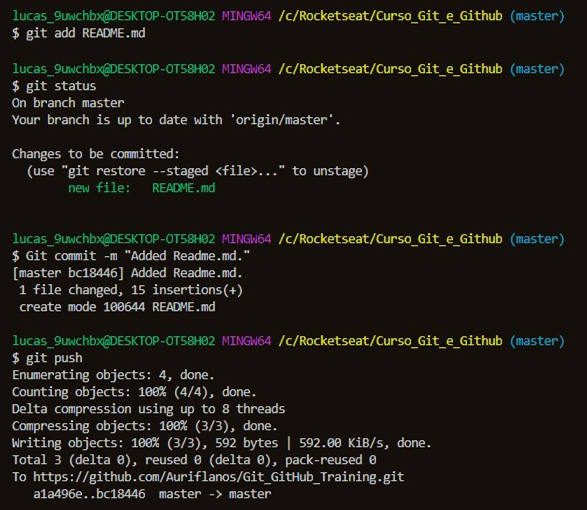 lucas_9uwchbx@DESKTOP-OT58H02 MINGW64 /c/Rocketseat/Curso_Git_e_Github (master)
$ git add README.md
lucas_9uwchbx@DESKTOP-OT58H02 MINGW64 /c/Rocketseat/Curso_Git_e_Github (master)
$ git status
On branch master
Your branch is up to date with 'origin/master'.
Changes to be committed:
  (use "git restore --staged <file>..." to unstage)
        new file:   README.md
lucas_9uwchbx@DESKTOP-OT58H02 MINGW64 /c/Rocketseat/Curso_Git_e_Github (master)
$ Git commit -m "Added Readme.md."
[master bc18446] Added Readme.md.
 1 file changed, 15 insertions(+)
 create mode 100644 README.md
lucas_9uwchbx@DESKTOP-OT58H02 MINGW64 /c/Rocketseat/Curso_Git_e_Github (master)
$ git push
Enumerating objects: 4, done.
Counting objects: 100% (4/4), done.
Delta compression using up to 8 threads
Compressing objects: 100% (3/3), done.
Writing objects: 100% (3/3), 592 bytes | 592.00 KiB/s, done.
Total 3 (delta 0), reused 0 (delta 0), pack-reused 0
To https://github.com/Auriflanos/Git_GitHub_Training.git
   a1a496e..bc18446  master -> master